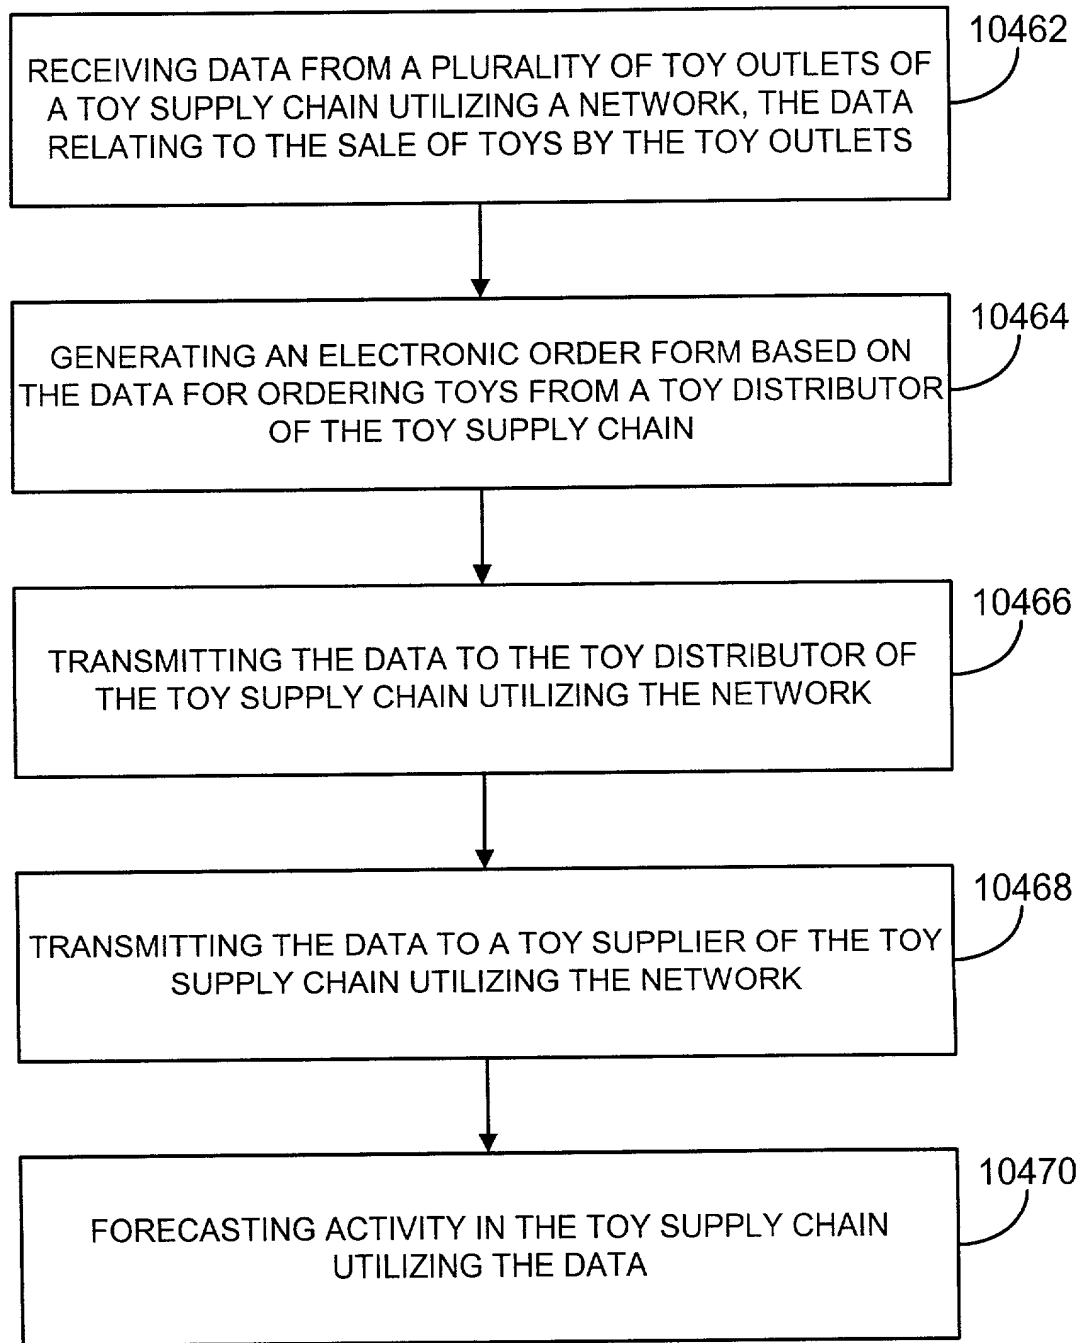 10462
RECEIVING DATA FROM A PLURALITY OF TOY OUTLETS OF
A TOY SUPPLY CHAIN UTILIZING A NETWORK, THE DATA
RELATING TO THE SALE OF TOYS BY THE TOY OUTLETS
10464
GENERATING AN ELECTRONIC ORDER FORM BASED ON
THE DATA FOR ORDERING TOYS FROM A TOY DISTRIBUTOR
OF THE TOY SUPPLY CHAIN
10466
TRANSMITTING THE DATA TO THE TOY DISTRIBUTOR OF
THE TOY SUPPLY CHAIN UTILIZING THE NETWORK
10468
TRANSMITTING THE DATA TO A TOY SUPPLIER OF THE TOY
SUPPLY CHAIN UTILIZING THE NETWORK
10470
FORECASTING ACTIVITY IN THE TOY SUPPLY CHAIN
UTILIZING THE DATA